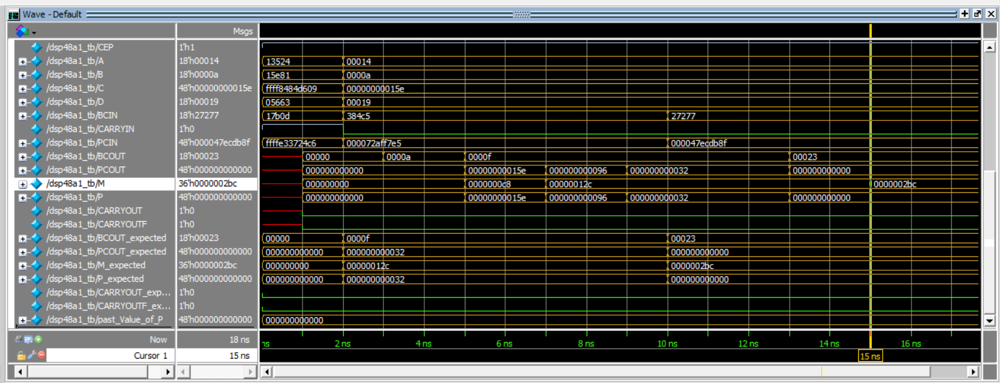 Wave - Default
Msgs
/dsp48a1_tb/CEP 1'h1
/dsp48a1_tb/A 18'h00014 13524 00014
/dsp48a1_tb/B 18'h0000a 15e81 0000a
/dsp48a1_tb/C 48'h00000000015e ffff8484d609 00000000015e
/dsp48a1_tb/D 18'h00019 05663 00019
/dsp48a1_tb/BCIN 18'h27277 17b0d 384c5 27277
/dsp48a1_tb/CARRYIN 1'h0
/dsp48a1_tb/PCIN 48'h000047ecdb8f ffffe33724c6 000072aff7e5 000047ecdb8f
/dsp48a1_tb/BCOUT 18'h00023 00000 0000a 0000f 00023
/dsp48a1_tb/PCOUT 48'h000000000000 000000000000 00000000015e 000000000096 000000000032 000000000000
/dsp48a1_tb/M 36'h0000002bc 000000000 0000000c8 00000012c 0000002bc
/dsp48a1_tb/P 48'h000000000000 000000000000 00000000015e 000000000096 000000000032 000000000000
/dsp48a1_tb/CARRYOUT 1'h0
/dsp48a1_tb/CARRYOUTF 1'h0
/dsp48a1_tb/BCOUT_expected 18'h00023 00000 0000f 00023
/dsp48a1_tb/PCOUT_expected 48'h000000000000 000000000000 000000000032 000000000000
/dsp48a1_tb/M_expected 36'h0000002bc 000000000 00000012c 0000002bc
/dsp48a1_tb/P_expected 48'h000000000000 000000000000 000000000032 000000000000
/dsp48a1_tb/CARRYOUT_exp... 1'h0
/dsp48a1_tb/CARRYOUTF_ex... 1'h0
/dsp48a1_tb/past_Value_of_P 48'h000000000000 000000000000
Now 18 ns ns 2 ns 4 ns 6 ns 8 ns 10 ns 12 ns 14 ns 16 ns
Cursor 1 15 ns 15 ns